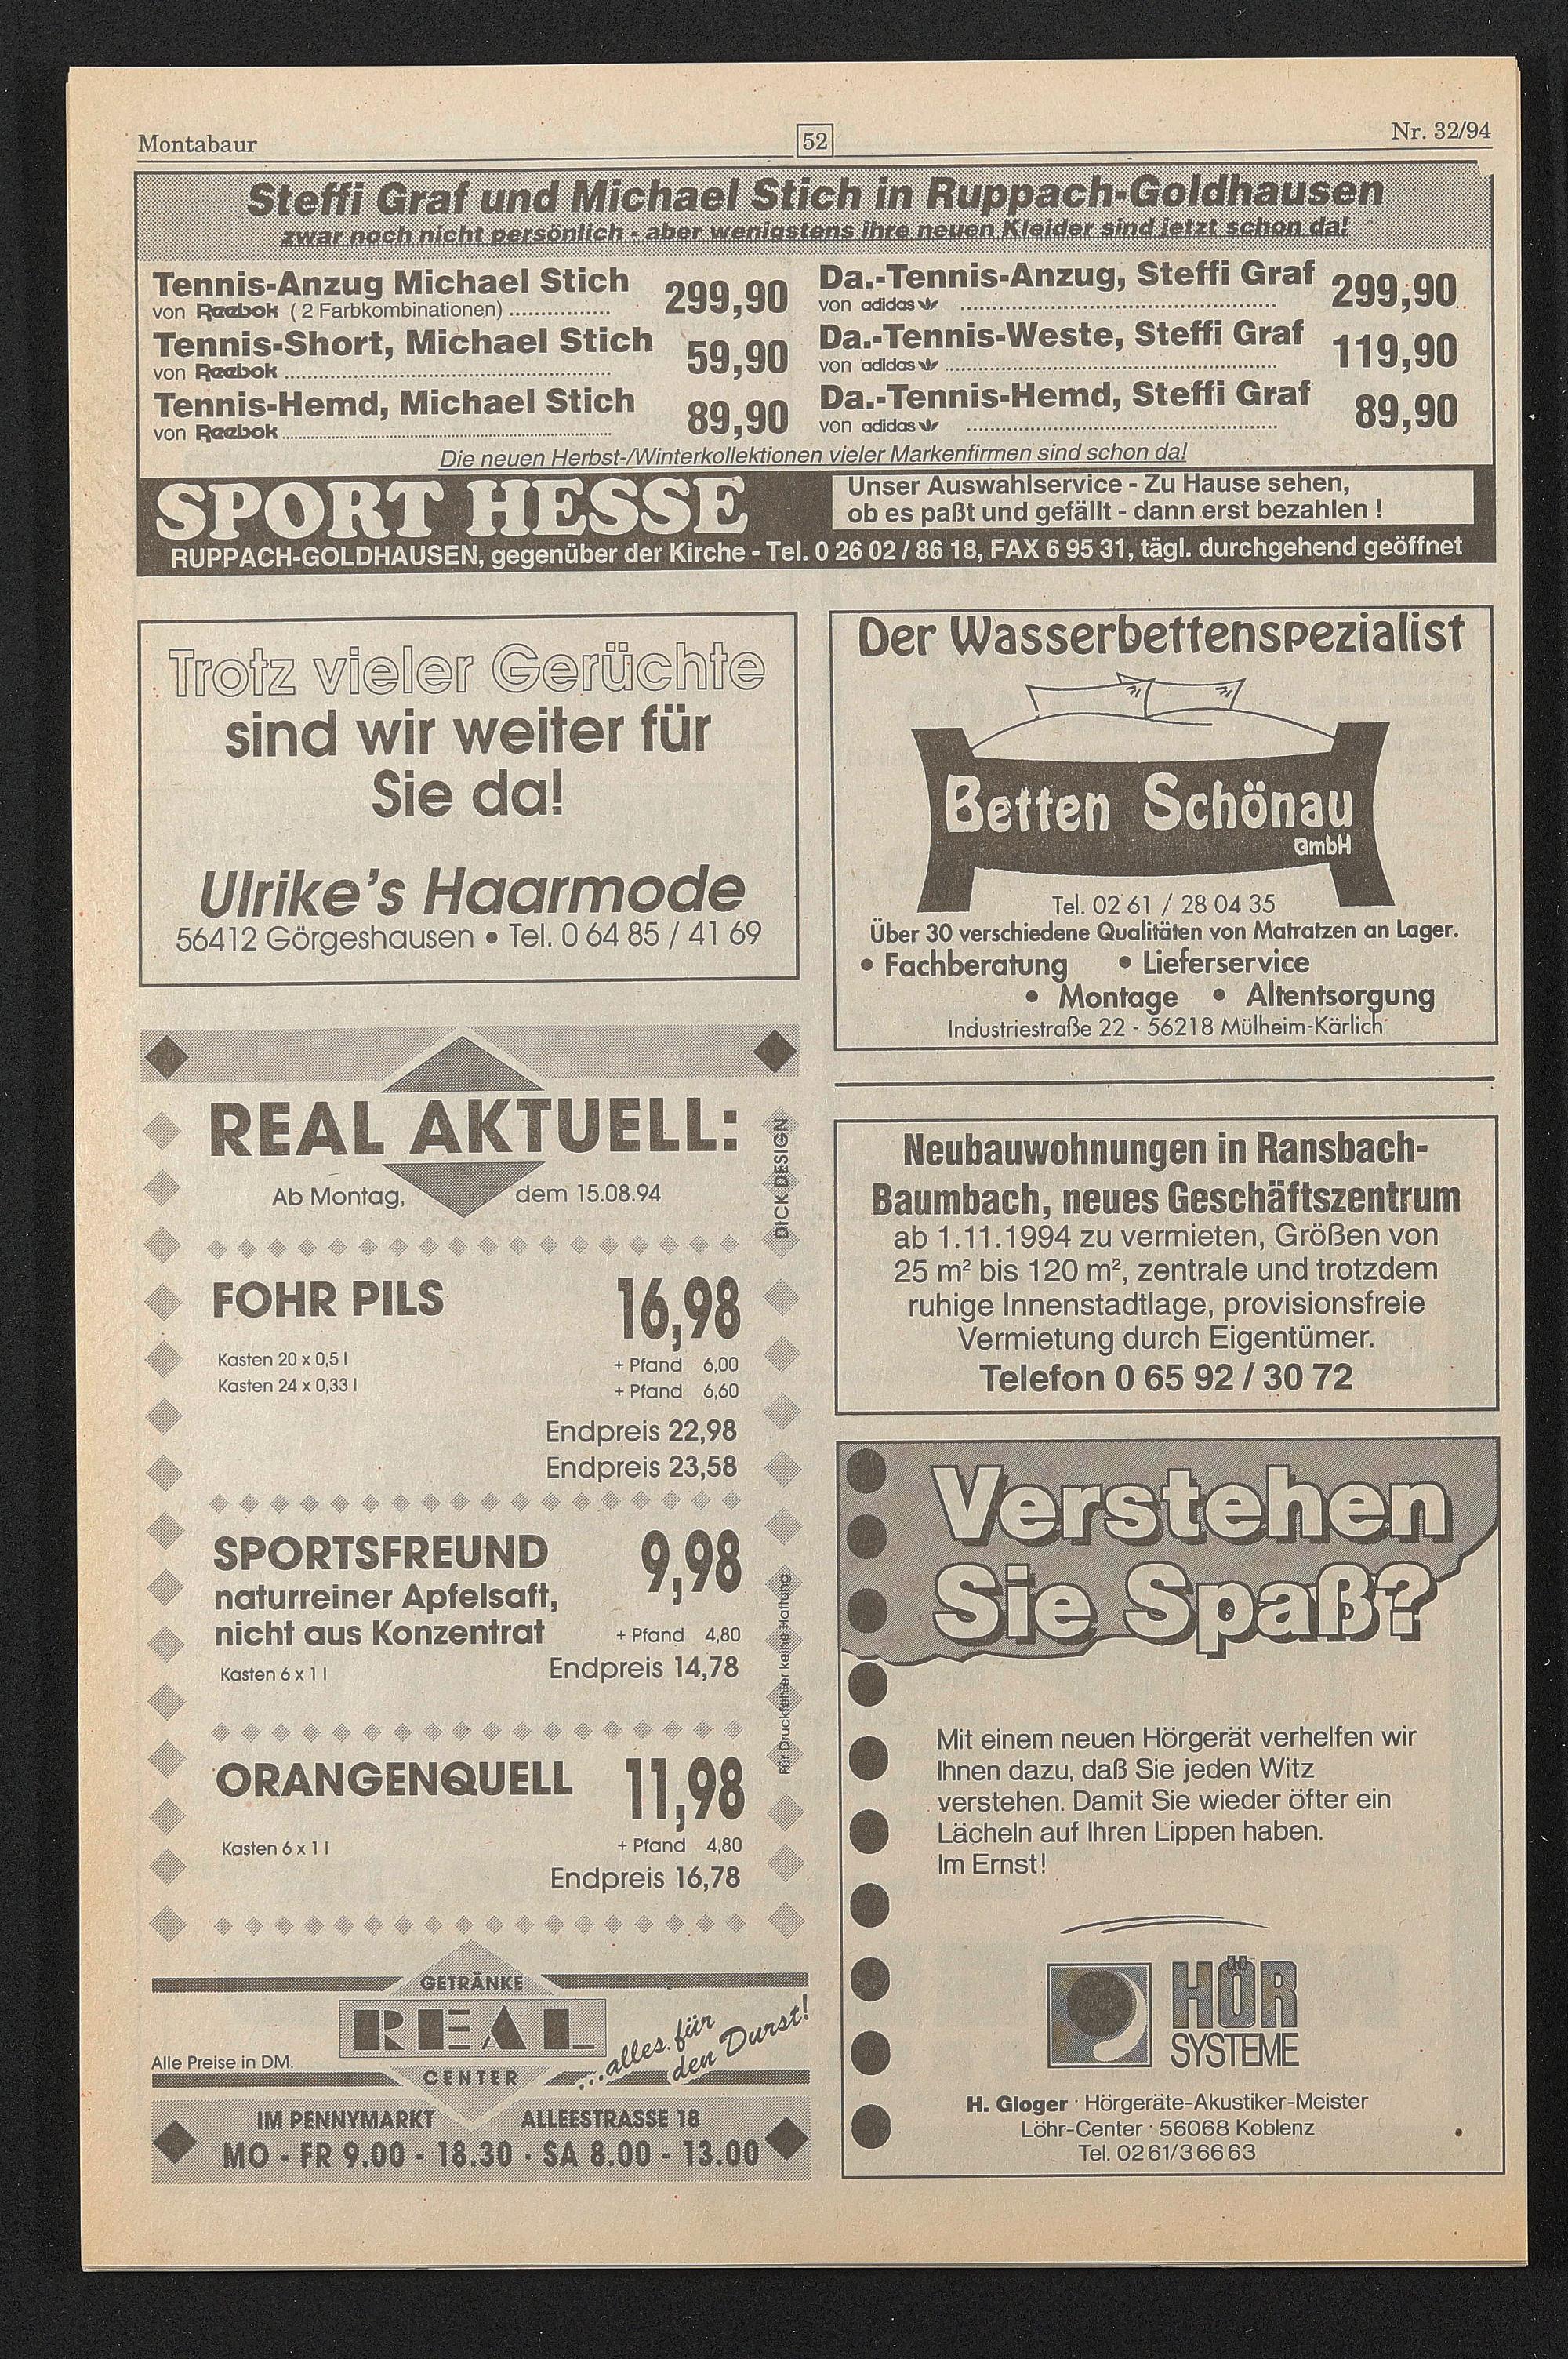 Montabaur
52
Nr. 32/94
Steffi Graf und Michael Stich in Ruppach-Goldhausen
zwar noch nicht persönlich - aber wenigstens ihre neuen Kleider sind jetzt schon da!
Tennis-Anzug Michael Stich 299,90
von Reebok (2 Farbkombinationen) ................
Tennis-Short, Michael Stich 59,90
von Reebok ................
Tennis-Hemd, Michael Stich 89,90
von Reebok ................
Da.-Tennis-Anzug, Steffi Graf 299,90
von adidas ................
Da.-Tennis-Weste, Steffi Graf 119,90
von adidas ................
Da.-Tennis-Hemd, Steffi Graf 89,90
von adidas ................
Die neuen Herbst-/Winterkollektionen vieler Markenfirmen sind schon da!
SPORT HESSE
Unser Auswahlservice - Zu Hause sehen,
ob es paßt und gefällt - dann erst bezahlen !
RUPPACH-GOLDHAUSEN, gegenüber der Kirche - Tel. 0 26 02 / 86 18, FAX 6 95 31, tägl. durchgehend geöffnet
Trotz vieler Gerüchte
sind wir weiter für
Sie da!
Ulrike's Haarmode
56412 Görgeshausen • Tel. 0 64 85 / 41 69
Der Wasserbettenspezialist
Betten Schönau
GmbH
Tel. 02 61 / 28 04 35
Über 30 verschiedene Qualitäten von Matratzen an Lager.
• Fachberatung • Lieferservice
• Montage • Altentsorgung
Industriestraße 22 - 56218 Mülheim-Kärlich
REAL AKTUELL:
Ab Montag, dem 15.08.94
DICK DESIGN
FOHR PILS 16,98
Kasten 20 x 0,5 l + Pfand 6,00
Kasten 24 x 0,33 l + Pfand 6,60
Endpreis 22,98
Endpreis 23,58
SPORTSFREUND 9,98
naturreiner Apfelsaft,
nicht aus Konzentrat + Pfand 4,80
Kasten 6 x 1 l Endpreis 14,78
Für Druckfehler keine Haftung
ORANGENQUELL 11,98
Kasten 6 x 1 l + Pfand 4,80
Endpreis 16,78
GETRÄNKE
REAL
CENTER
...alles für
den Durst!
Alle Preise in DM.
IM PENNYMARKT ALLEESTRASSE 18
MO - FR 9.00 - 18.30 · SA 8.00 - 13.00
Neubauwohnungen in Ransbach-
Baumbach, neues Geschäftszentrum
ab 1.11.1994 zu vermieten, Größen von
25 m² bis 120 m², zentrale und trotzdem
ruhige Innenstadtlage, provisionsfreie
Vermietung durch Eigentümer.
Telefon 0 65 92 / 30 72
Verstehen
Sie Spaß?
Mit einem neuen Hörgerät verhelfen wir
Ihnen dazu, daß Sie jeden Witz
verstehen. Damit Sie wieder öfter ein
Lächeln auf Ihren Lippen haben.
Im Ernst!
HÖR
SYSTEME
H. Gloger · Hörgeräte-Akustiker-Meister
Löhr-Center · 56068 Koblenz
Tel. 0261/36663